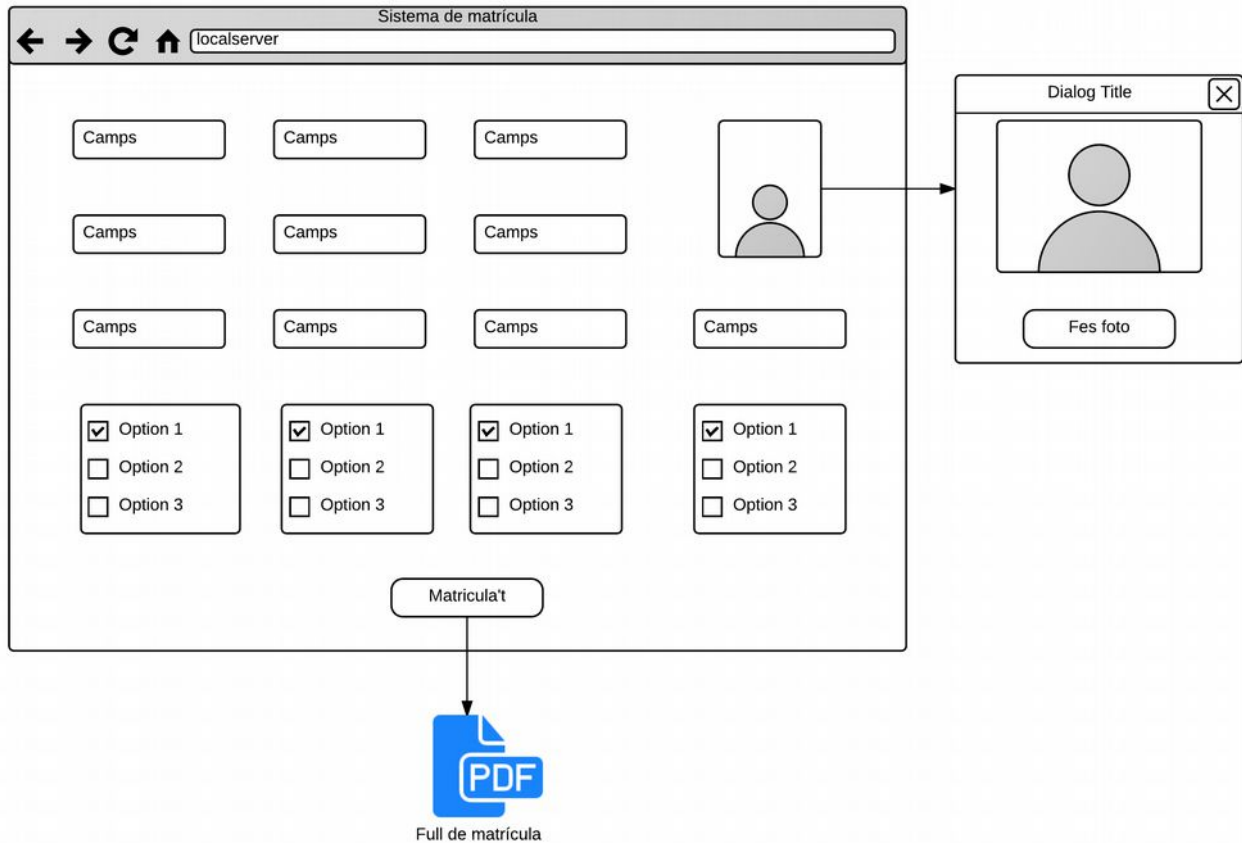 Sistema de matrícula
localserver
Dialog Title
Camps Camps Camps
Camps Camps Camps
Camps Camps Camps Camps
Fes foto
Option 1 Option 1 Option 1 Option 1
Option 2 Option 2 Option 2 Option 2
Option 3 Option 3 Option 3 Option 3
Matricula't
PDF
Full de matrícula